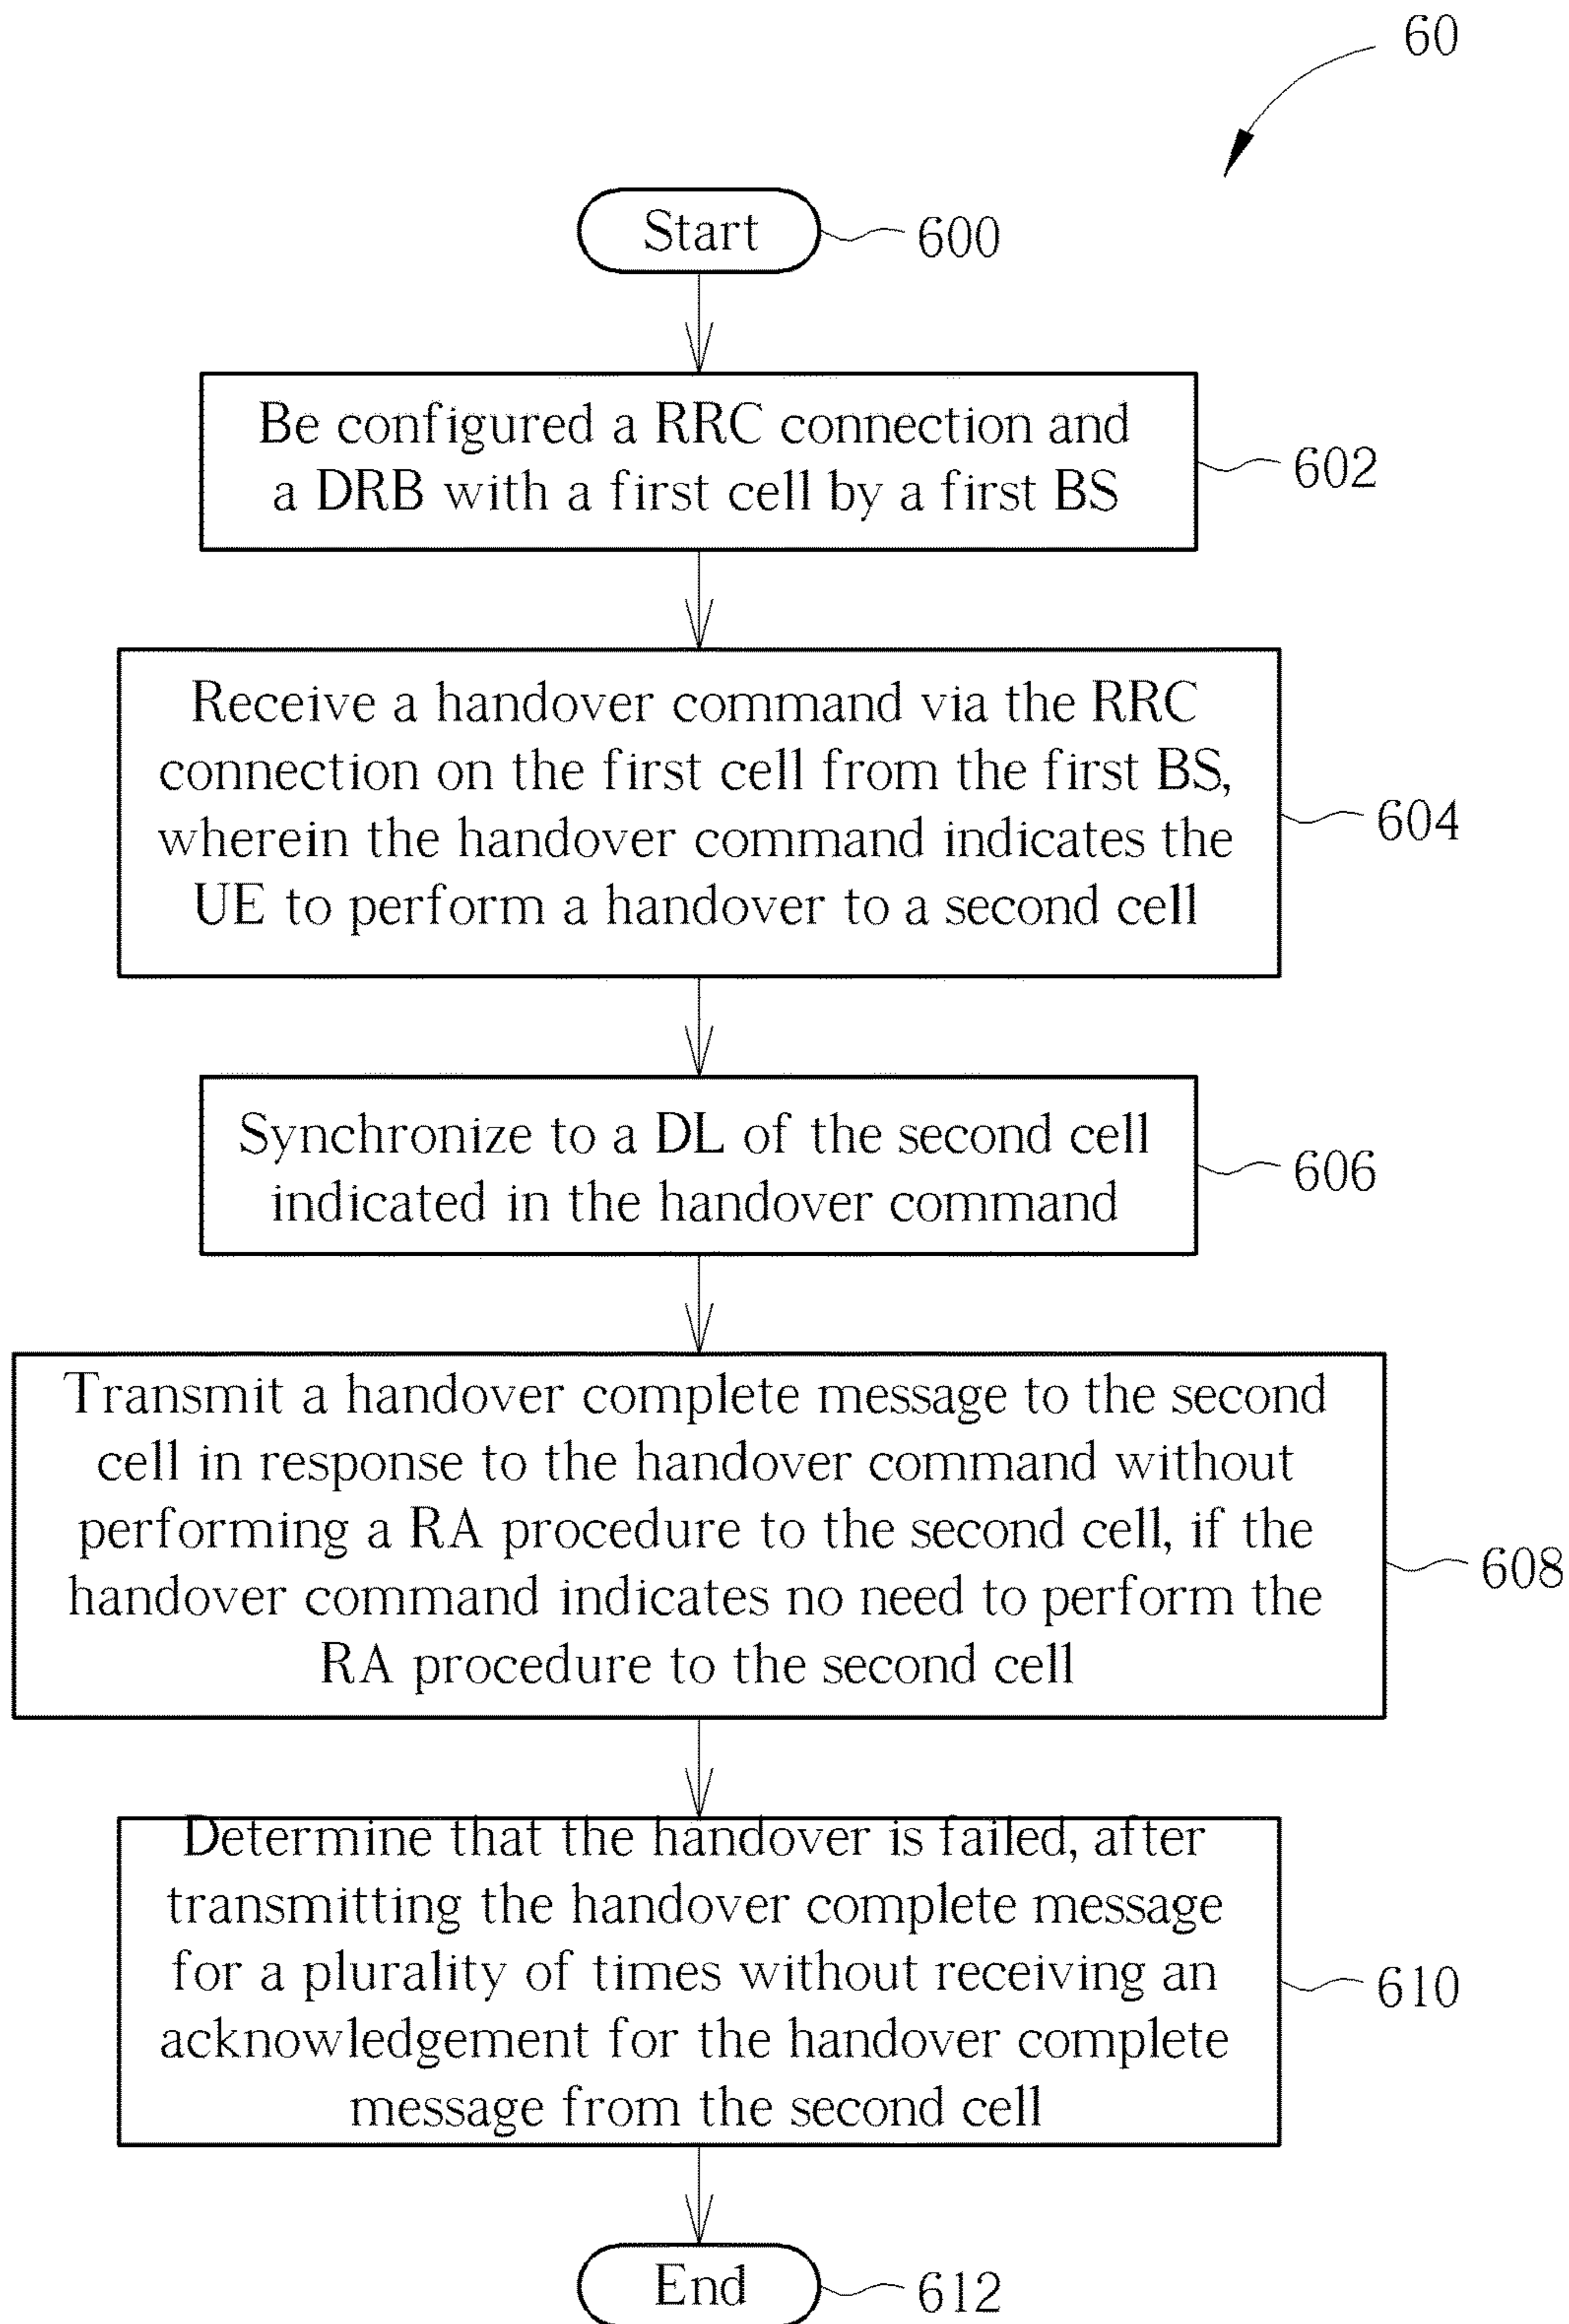 60
Start
600
Be configured a RRC connection and
a DRB with a first cell by a first BS
602
Receive a handover command via the RRC
connection on the first cell from the first BS,
wherein the handover command indicates the
UE to perform a handover to a second cell
604
Synchronize to a DL of the second cell
indicated in the handover command
606
Transmit a handover complete message to the second
cell in response to the handover command without
performing a RA procedure to the second cell, if the
handover command indicates no need to perform the
RA procedure to the second cell
608
Determine that the handover is failed, after
transmitting the handover complete message
for a plurality of times without receiving an
acknowledgement for the handover complete
message from the second cell
610
End
612